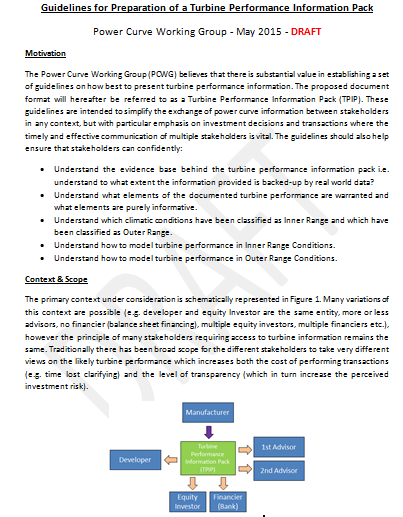 Guidelines for Preparation of a Turbine Performance Information Pack
Power Curve Working Group - May 2015 - DRAFT
Motivation
The Power Curve Working Group (PCWG) believes that there is substantial value in establishing a set
of guidelines on how best to present turbine performance information. The proposed document
format will hereafter be referred to as a Turbine Performance Information Pack (TPIP). These
guidelines are intended to simplify the exchange of power curve information between stakeholders
in any context, but with particular emphasis on investment decisions and transactions where the
timely and effective communication of multiple stakeholders is vital. The guidelines should also help
ensure that stakeholders can confidently:
• Understand the evidence base behind the turbine performance information pack i.e.
understand to what extent the information provided is backed-up by real world data?
• Understand what elements of the documented turbine performance are warranted and
what elements are purely informative.
• Understand which climatic conditions have been classified as Inner Range and which have
been classified as Outer Range.
• Understand how to model turbine performance in Inner Range Conditions.
• Understand how to model turbine performance in Outer Range Conditions.
Context & Scope
The primary context under consideration is schematically represented in Figure 1. Many variations of
this context are possible (e.g. developer and equity Investor are the same entity, more or less
advisors, no financier (balance sheet financing), multiple equity investors, multiple financiers etc.),
however the principle of many stakeholders requiring access to turbine information remains the
same. Traditionally there has been broad scope for the different stakeholders to take very different
views on the likely turbine performance which increases both the cost of performing transactions
(e.g. time lost clarifying) and the level of transparency (which in turn increase the perceived
investment risk).
Manufacturer
Turbine
Performance
Information Pack
(TPIP)
Developer
1st Advisor
2nd Advisor
Equity
Investor
Financier
(Bank)
DRAFT